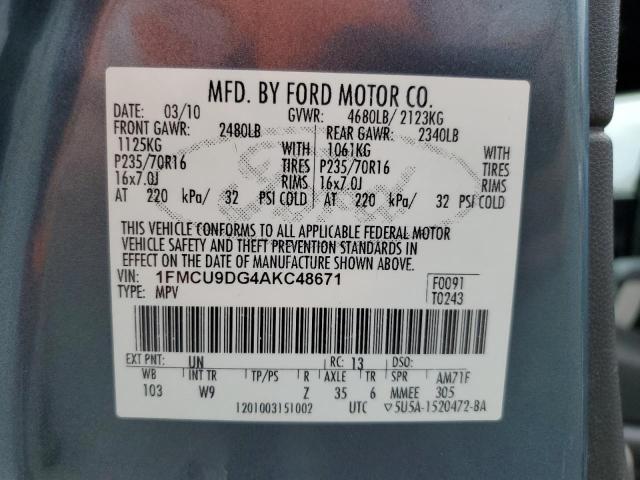 MFD. BY FORD MOTOR CO.
DATE: 03/10 GVWR: 4680LB/ 2123KG
FRONT GAWR: 2480LB REAR GAWR: 2340LB
1125KG WITH 1061KG WITH
P235/70R16 TIRES P235/70R16 TIRES
16x7.0J RIMS 16x7.0J RIMS
AT 220 kPa/ 32 PSI COLD AT 220 kPa/ 32 PSI COLD
THIS VEHICLE CONFORMS TO ALL APPLICABLE FEDERAL MOTOR
VEHICLE SAFETY AND THEFT PREVENTION STANDARDS IN
EFFECT ON THE DATE OF MANUFACTURE SHOWN ABOVE.
VIN: 1FMCU9DG4AKC48671 F0091
TYPE: MPV T0243
EXT PNT: UN RC: 13 DSO:
WB INT TR TP/PS R AXLE TR SPR AM71F
103 W9 Z 35 6 MMEE 305
1201003151002 UTC ▽5U5A-1520472-BA
Ford